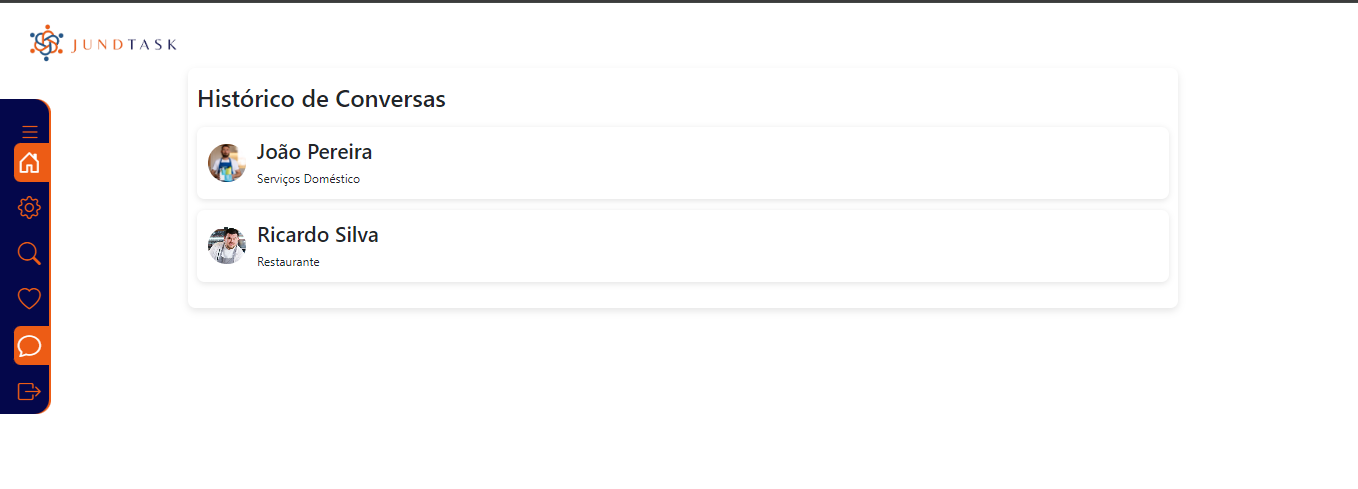 JUNDTASK
Histórico de Conversas
João Pereira
Serviços Doméstico
Ricardo Silva
Restaurante